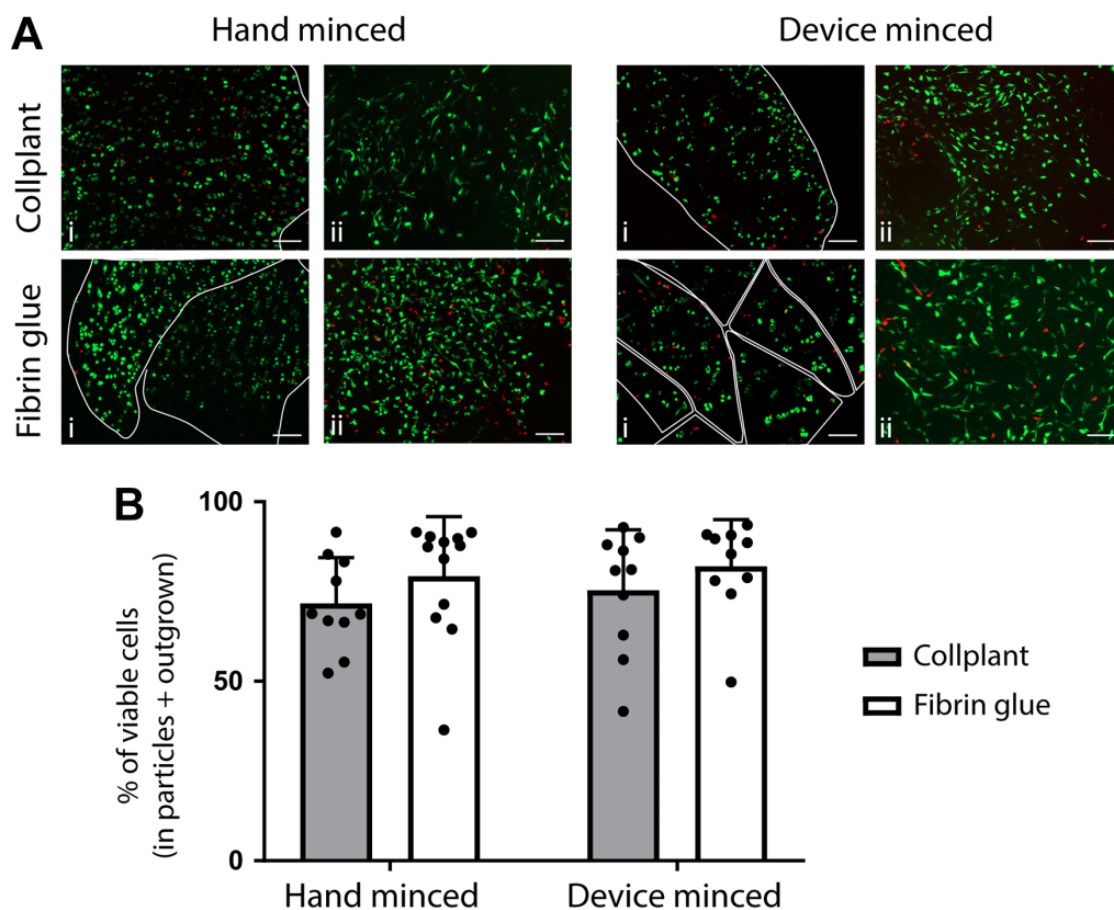 A
Hand minced
Device minced
Collplant
i
ii
i
ii
Fibrin glue
i
ii
i
ii
B
% of viable cells
(in particles + outgrown)
100
50
0
Hand minced
Device minced
Collplant
Fibrin glue